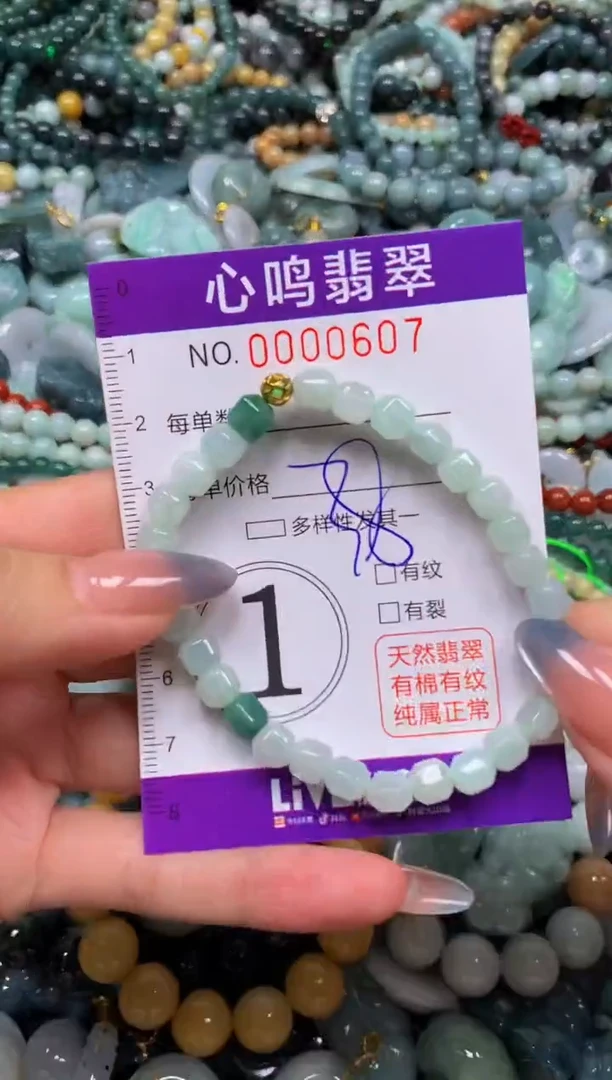 心鸣翡翠
NO. 0000607
每单数
单价格
多样性发其一
有纹
有裂
1
天然翡翠
有棉有纹
纯属正常
LiVE
0
1
2
3
6
7
8